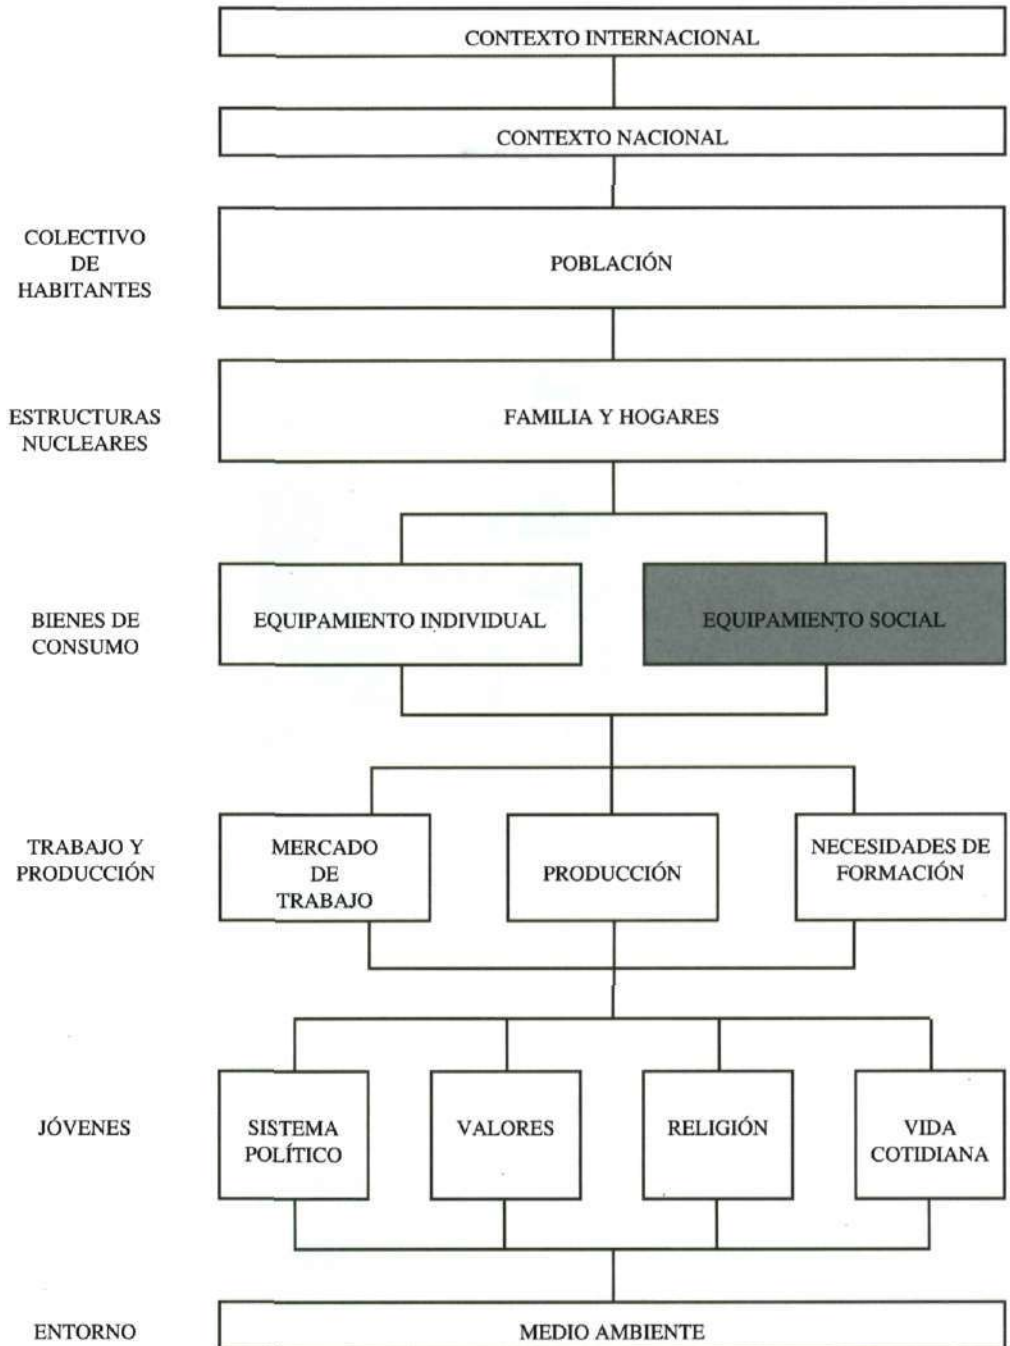 CONTEXTO INTERNACIONAL
CONTEXTO NACIONAL
COLECTIVO
DE
HABITANTES
POBLACIÓN
ESTRUCTURAS
NUCLEARES
FAMILIA Y HOGARES
BIENES DE
CONSUMO
EQUIPAMIENTO INDIVIDUAL
EQUIPAMIENTO SOCIAL
TRABAJO Y
PRODUCCIÓN
MERCADO
DE
TRABAJO
PRODUCCIÓN
NECESIDADES DE
FORMACIÓN
JÓVENES
SISTEMA
POLÍTICO
VALORES
RELIGIÓN
VIDA
COTIDIANA
ENTORNO
MEDIO AMBIENTE